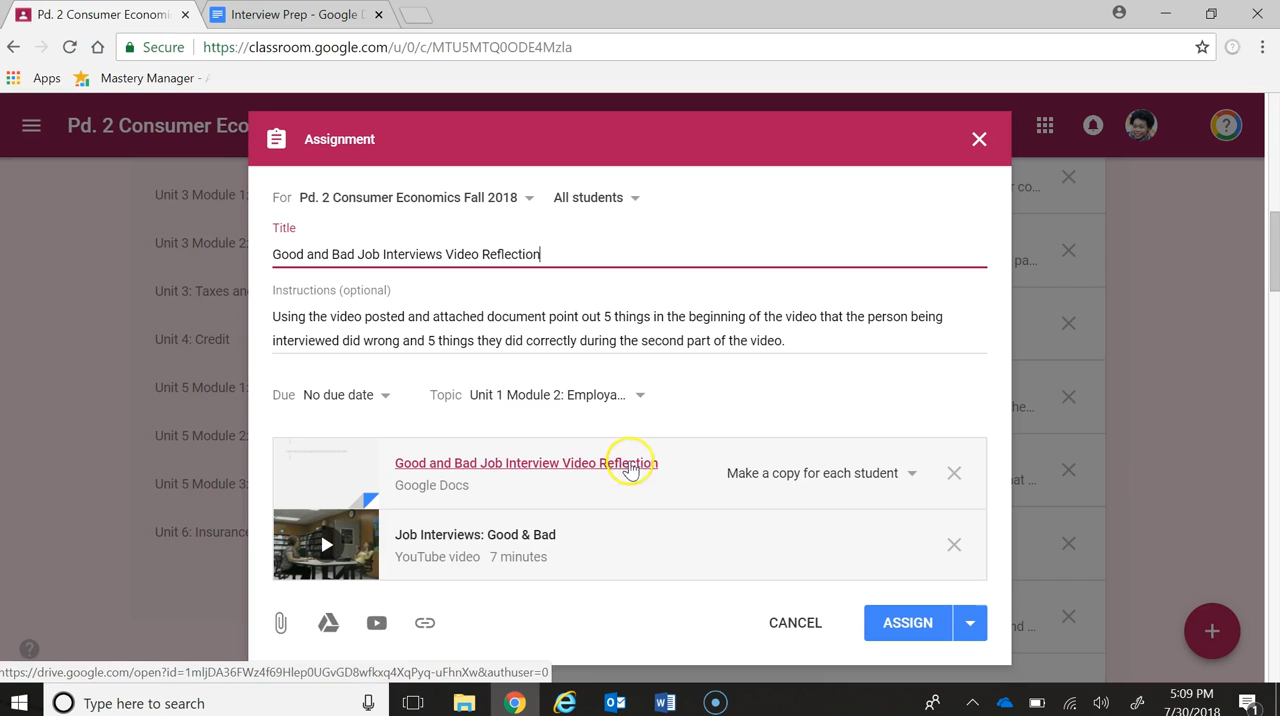 Pd. 2 Consumer Economi
Interview Prep - Google D
Secure
https://classroom.google.com/u/0/c/MTU5MTQ0ODE4Mzla
Apps
Mastery Manager -
Pd. 2 Consumer Eco
Assignment
Unit 3 Module 1:
Unit 3 Module 2:
Unit 3: Taxes an
Unit 4: Credit
Unit 5 Module 1:
Unit 5 Module 2:
Unit 5 Module 3:
Unit 6: Insurance
For Pd. 2 Consumer Economics Fall 2018
All students
Title
Good and Bad Job Interviews Video Reflection
Instructions (optional)
Using the video posted and attached document point out 5 things in the beginning of the video that the person being
interviewed did wrong and 5 things they did correctly during the second part of the video.
Due No due date
Topic Unit 1 Module 2: Employa...
Good and Bad Job Interview Video Reflection
Google Docs
Make a copy for each student
Job Interviews: Good & Bad
YouTube video 7 minutes
CANCEL
ASSIGN
co...
pa...
he...
at ...
nd ...
https://drive.google.com/open?id=1mljDA36FWz4f69Hlep0UGvGD8wfkxq4XqPyq-uFhnXw&authuser=0
Type here to search
5:09 PM
7/30/2018